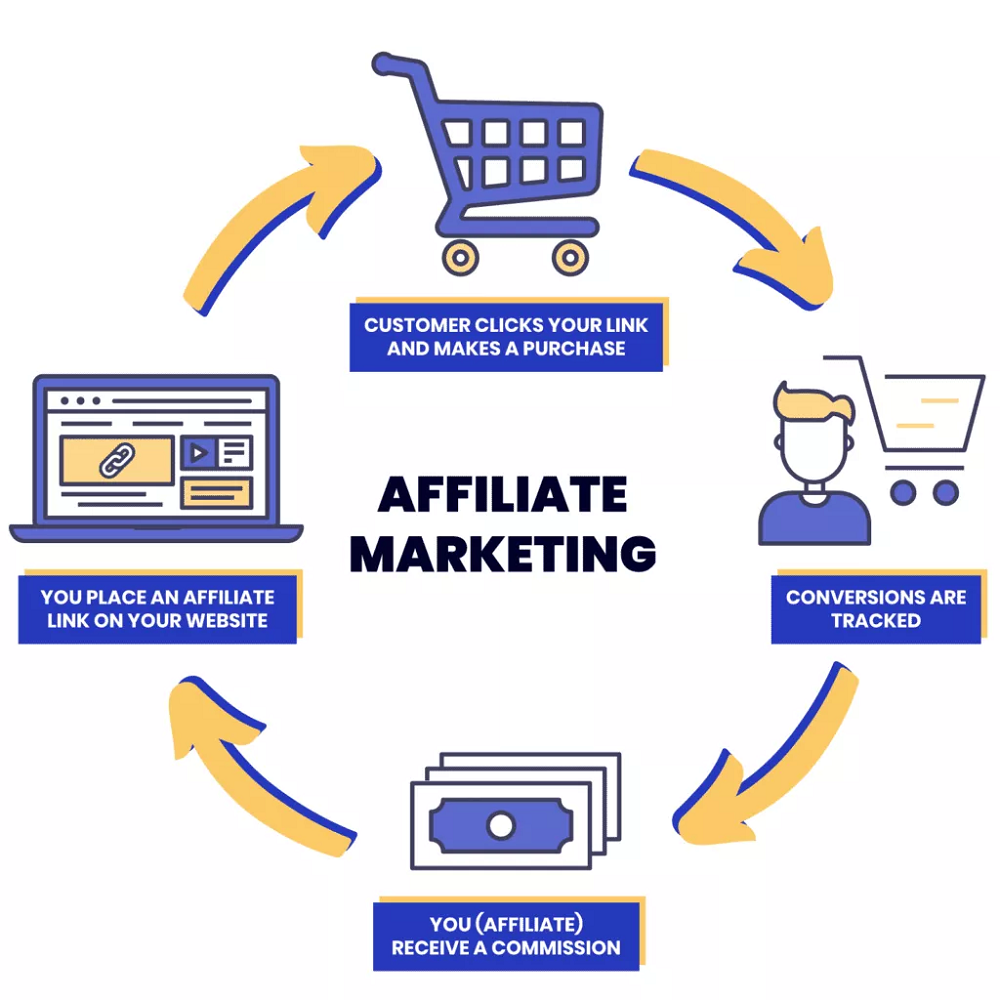 CUSTOMER CLICKS YOUR LINK
AND MAKES A PURCHASE
AFFILIATE
MARKETING
YOU PLACE AN AFFILIATE
LINK ON YOUR WEBSITE
CONVERSIONS ARE
TRACKED
YOU (AFFILIATE)
RECEIVE A COMMISSION